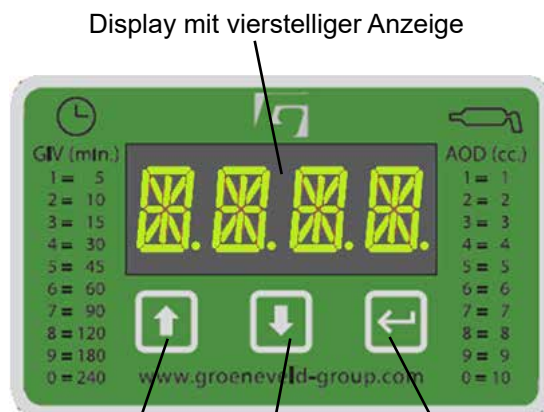 Display mit vierstelliger Anzeige
GIV (min.)
1 = 5
2 = 10
3 = 15
4 = 30
5 = 45
6 = 60
7 = 90
8 = 120
9 = 180
0 = 240
AOD (cc.)
1 = 1
2 = 2
3 = 3
4 = 4
5 = 5
6 = 6
7 = 7
8 = 8
9 = 9
0 = 10
www.groeneveld-group.com